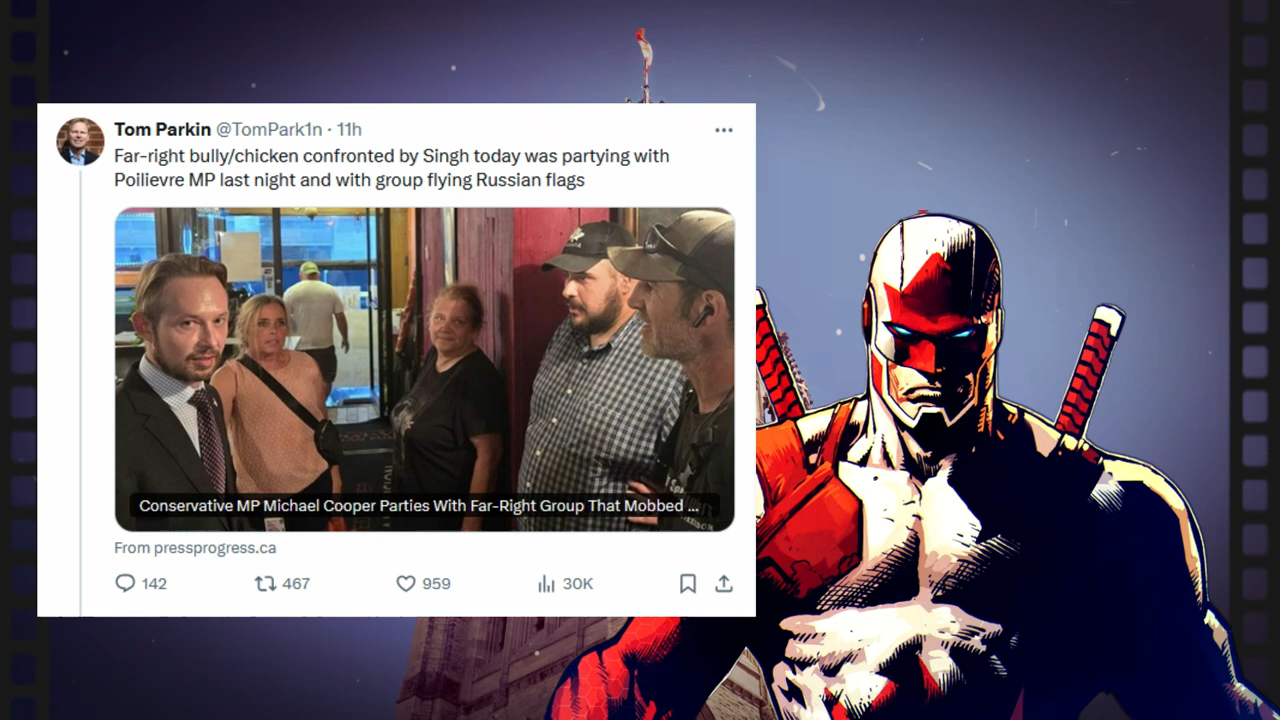 Tom Parkin @TomPark1n · 11h
Far-right bully/chicken confronted by Singh today was partying with
Poilievre MP last night and with group flying Russian flags
Conservative MP Michael Cooper Parties With Far-Right Group That Mobbed ...
From pressprogress.ca
142 467 959 30K